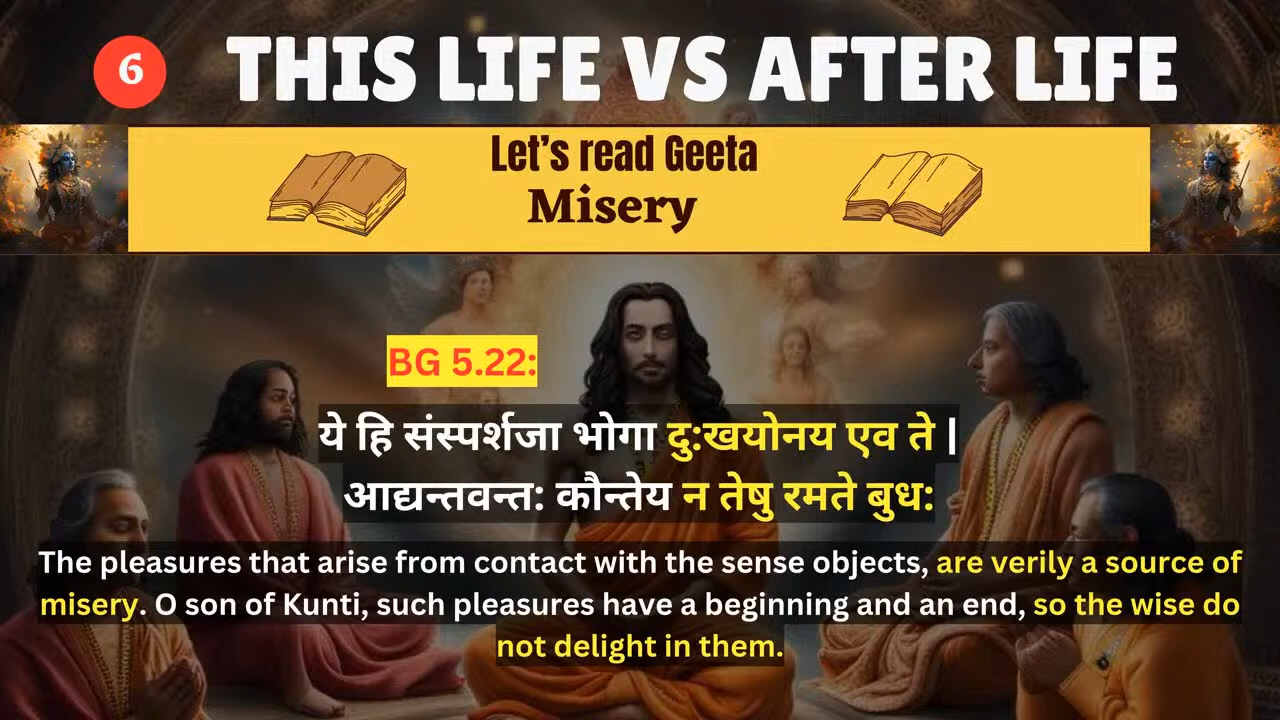 6
THIS LIFE VS AFTER LIFE
Let's read Geeta
Misery
BG 5.22:
ये हि संस्पर्शजा भोगा दु:खयोनय एव ते |
आद्यन्तवन्त: कौन्तेय न तेषु रमते बुध:
The pleasures that arise from contact with the sense objects, are verily a source of
misery. O son of Kunti, such pleasures have a beginning and an end, so the wise do
not delight in them.